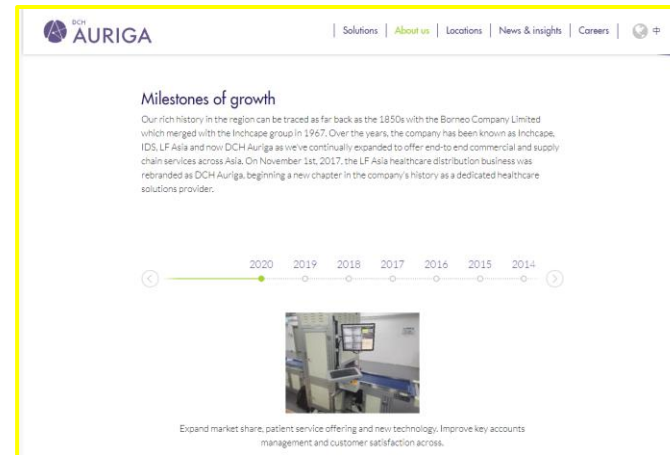 DCH
AURIGA
Solutions | About us | Locations | News & insights | Careers | 中
Milestones of growth
Our rich history in the region can be traced as far back as the 1850s with the Borneo Company Limited
which merged with the Inchcape group in 1967. Over the years, the company has been known as Inchcape,
IDS, LF Asia and now DCH Auriga as we've continually expanded to offer end-to end commercial and supply
chain services across Asia. On November 1st, 2017, the LF Asia healthcare distribution business was
rebranded as DCH Auriga, beginning a new chapter in the company's history as a dedicated healthcare
solutions provider.
2020 2019 2018 2017 2016 2015 2014
Expand market share, patient service offering and new technology. Improve key accounts
management and customer satisfaction across.